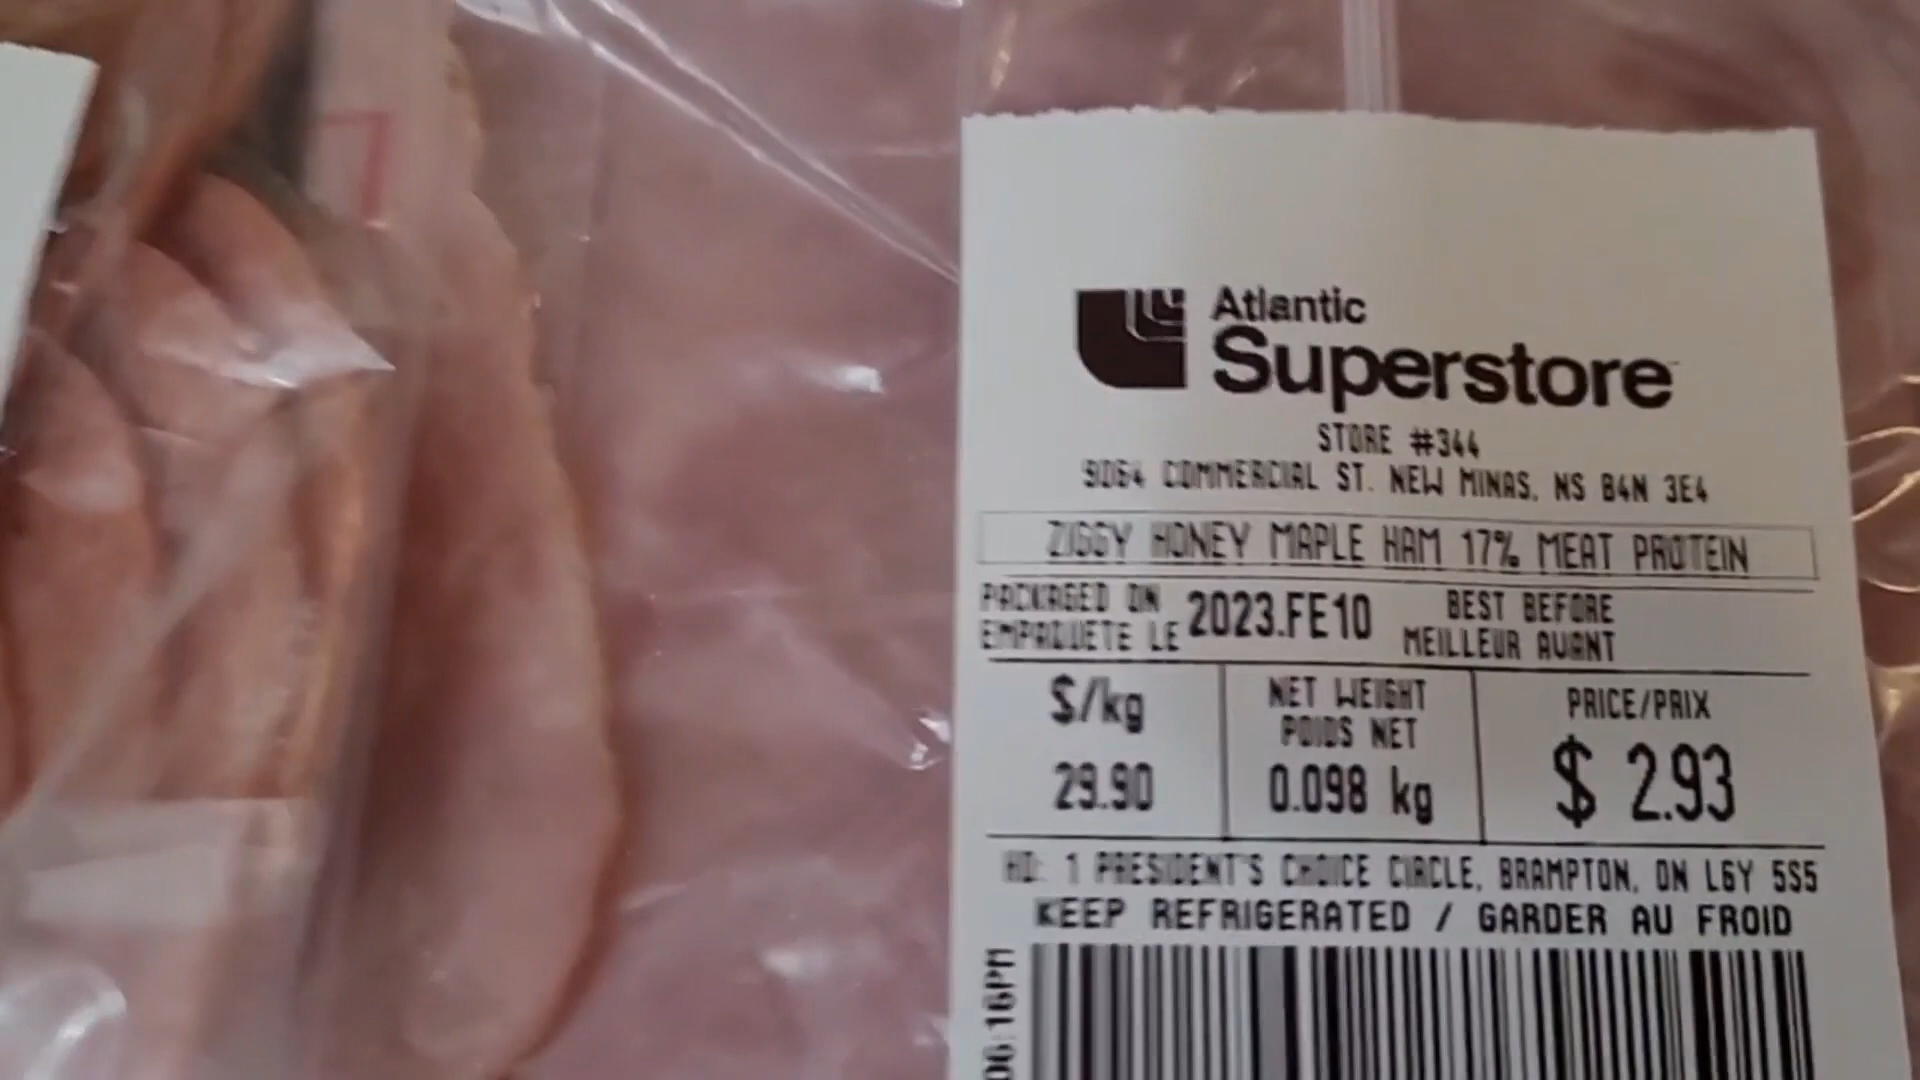 Atlantic
Superstore
STORE #344
9064 COMMERCIAL ST. NEW MINAS, NS B4N 3E4
ZIGGY HONEY MAPLE HAM 17% MEAT PROTEIN
PACKAGED ON
EMPAQUETE LE
2023.FE10
BEST BEFORE
MEILLEUR AVANT
$/kg
29.90
NET WEIGHT
POIDS NET
0.098 kg
PRICE/PRIX
$ 2.93
HO: 1 PRESIDENT'S CHOICE CIRCLE, BRAMPTON, ON L6Y 5S5
KEEP REFRIGERATED / GARDER AU FROID
06:16PM